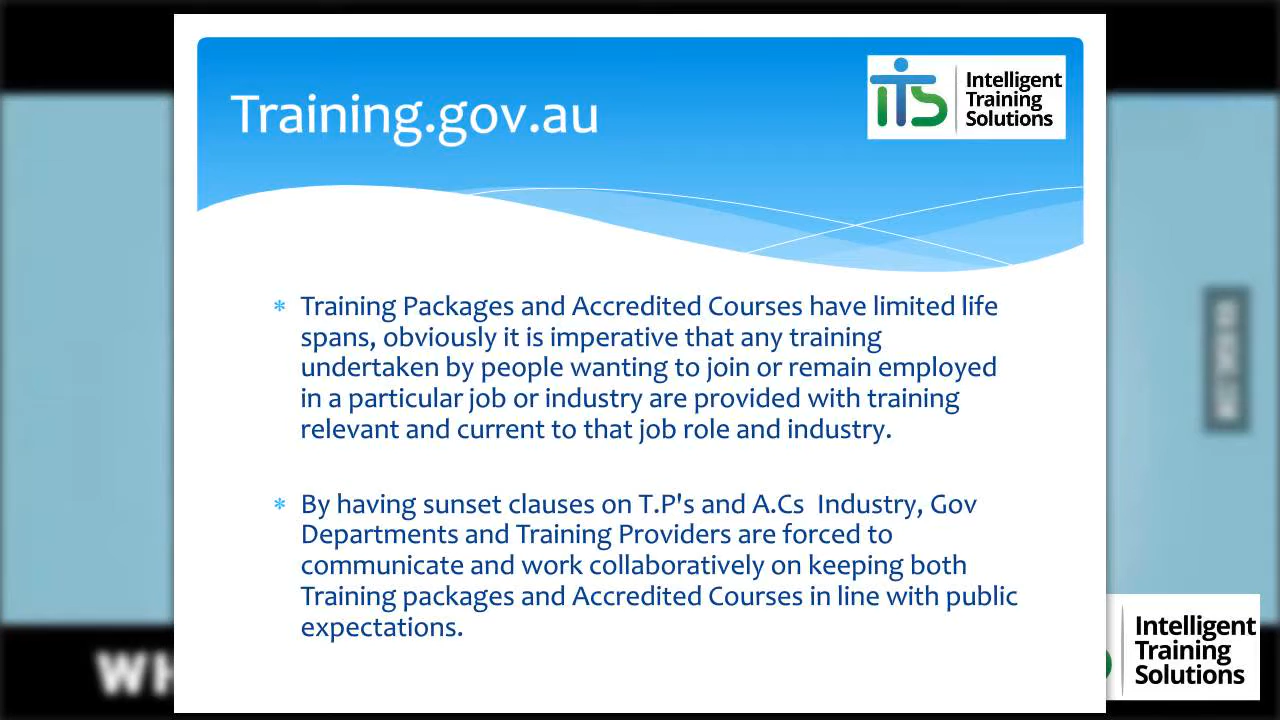 Training.gov.au
iTS
Intelligent
Training
Solutions
* Training Packages and Accredited Courses have limited life
spans, obviously it is imperative that any training
undertaken by people wanting to join or remain employed
in a particular job or industry are provided with training
relevant and current to that job role and industry.
* By having sunset clauses on T.P's and A.Cs  Industry, Gov
Departments and Training Providers are forced to
communicate and work collaboratively on keeping both
Training packages and Accredited Courses in line with public
expectations.
WH
Intelligent
Training
Solutions